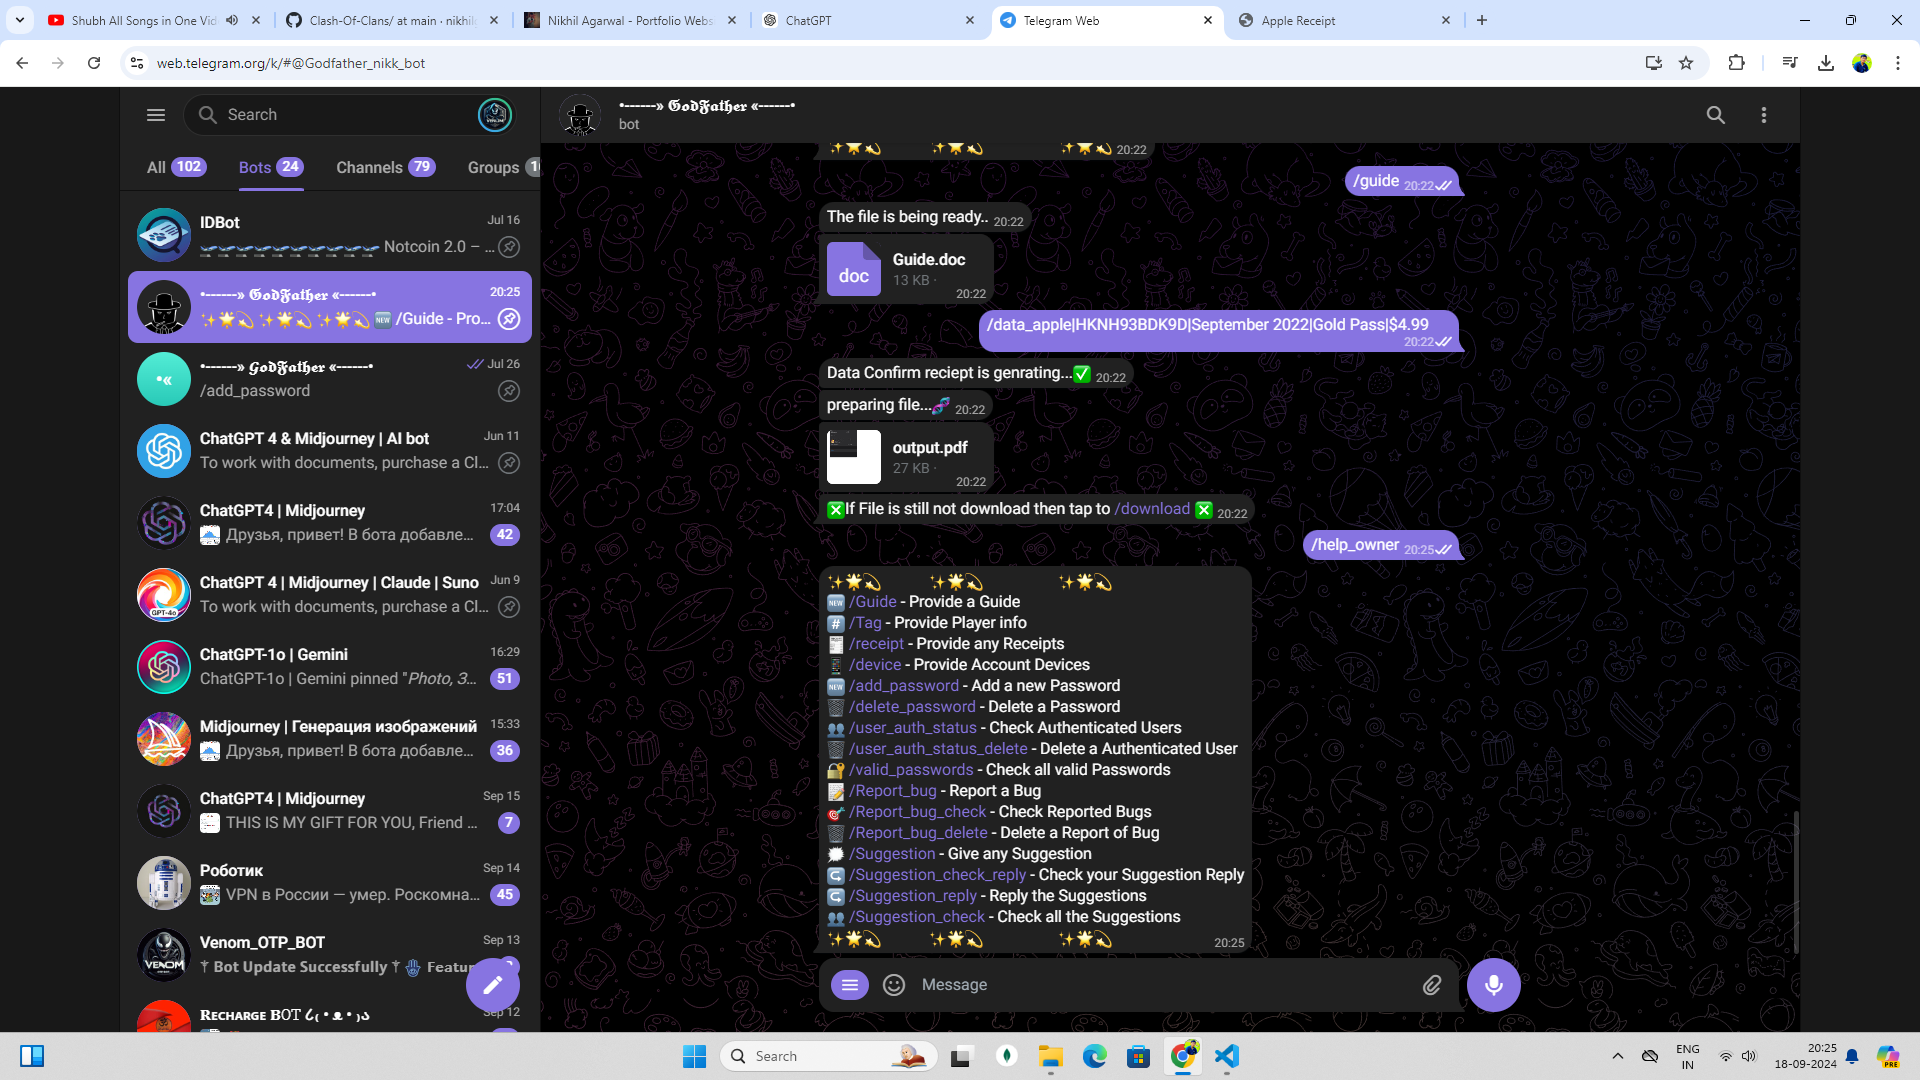 Shubh All Songs in One Vid
Clash-Of-Clans/ at main · nikhil
Nikhil Agarwal - Portfolio Webs
ChatGPT
Telegram Web
Apple Receipt
web.telegram.org/k/#@Godfather_nikk_bot
Search
•------» 𝕲𝖔𝖉𝕱𝖆𝖙𝖍𝖊𝖗 «------•
bot
All 102
Bots 24
Channels 79
Groups
IDBot
Jul 16
Notcoin 2.0 – ...
•------» 𝕲𝖔𝖉𝕱𝖆𝖙𝖍𝖊𝖗 «------•
20:25
✨🌟💫 ✨🌟💫 ✨🌟💫 🆕 /Guide - Pro...
•------» 𝓖𝖔𝖉𝕱𝖆𝖙𝖍𝖊𝖗 «------•
Jul 26
•«
/add_password
ChatGPT 4 & Midjourney | AI bot
Jun 11
To work with documents, purchase a Cl...
ChatGPT4 | Midjourney
17:04
Друзья, привет! В бота добавле...
42
ChatGPT 4 | Midjourney | Claude | Suno
Jun 9
GPT-4o
To work with documents, purchase a Cl...
ChatGPT-1o | Gemini
16:29
ChatGPT-1o | Gemini pinned "Photo, З...
51
Midjourney | Генерация изображений
15:33
Друзья, привет! В бота добавле...
36
ChatGPT4 | Midjourney
Sep 15
THIS IS MY GIFT FOR YOU, Friend ...
7
Роботик
Sep 14
VPN в России — умер. Роскомна...
45
Venom_OTP_BOT
Sep 13
VENOM
† Bot Update Successfully †
Rᴇᴄʜᴀʀɢᴇ BOT
Sep 12
✨🌟💫 ✨🌟💫 ✨🌟💫 20:22
/guide 20:22
The file is being ready.. 20:22
doc
Guide.doc
13 KB ·
20:22
/data_apple|HKNH93BDK9D|September 2022|Gold Pass|$4.99
20:22
Data Confirm reciept is genrating...✅ 20:22
preparing file...🧬 20:22
output.pdf
27 KB ·
20:22
❎If File is still not download then tap to /download ❎ 20:22
/help_owner 20:25
✨🌟💫 ✨🌟💫 ✨🌟💫
🆕 /Guide - Provide a Guide
#️⃣ /Tag - Provide Player info
🧾 /receipt - Provide any Receipts
📱 /device - Provide Account Devices
🆕 /add_password - Add a new Password
🗑 /delete_password - Delete a Password
👥 /user_auth_status - Check Authenticated Users
🗑 /user_auth_status_delete - Delete a Authenticated User
🔐 /valid_passwords - Check all valid Passwords
📝 /Report_bug - Report a Bug
🎯 /Report_bug_check - Check Reported Bugs
🗑 /Report_bug_delete - Delete a Report of Bug
🗯 /Suggestion - Give any Suggestion
↪️ /Suggestion_check_reply - Check your Suggestion Reply
↪️ /Suggestion_reply - Reply the Suggestions
👥 /Suggestion_check - Check all the Suggestions
✨🌟💫 ✨🌟💫 ✨🌟💫 20:25
Message
Search
ENG
IN
20:25
18-09-2024
PRE